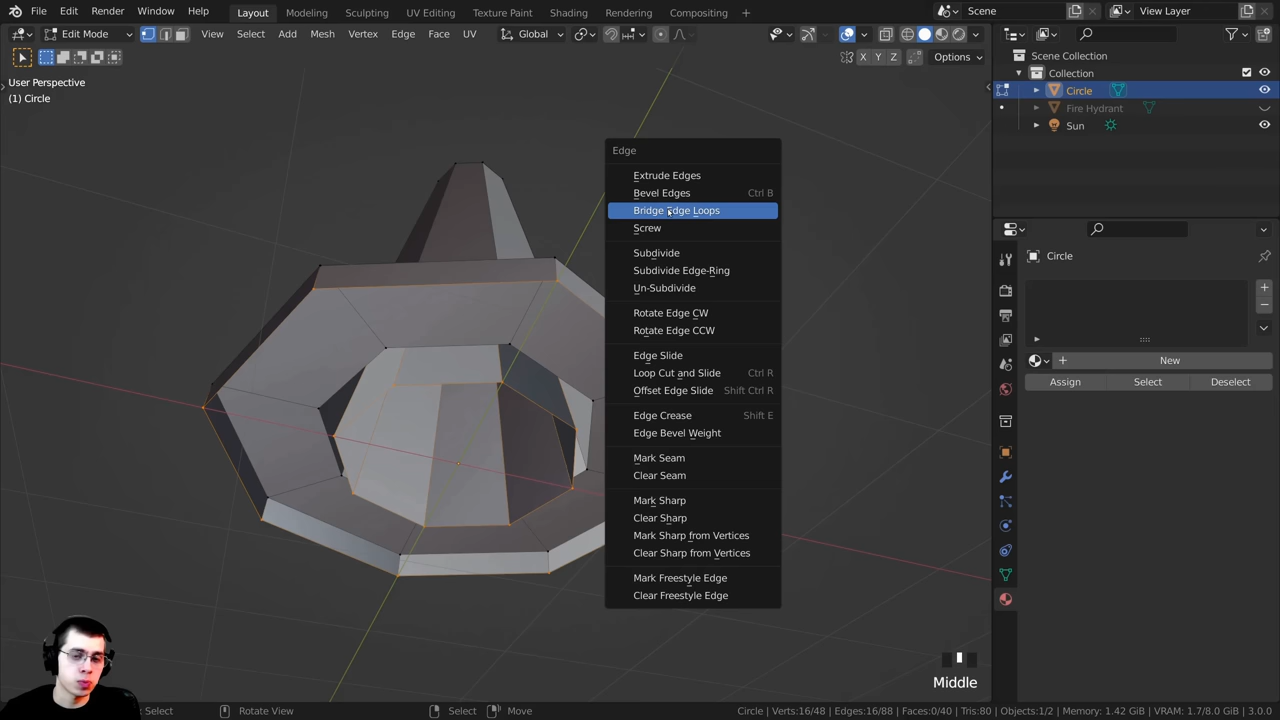 File Edit Render Window Help Layout Modeling Sculpting UV Editing Texture Paint Shading Rendering Compositing + Scene View Layer
Edit Mode View Select Add Mesh Vertex Edge Face UV Global
X Y Z Options
User Perspective
(1) Circle
Scene Collection
Collection
Circle
Fire Hydrant
Sun
Edge
Extrude Edges
Bevel Edges Ctrl B
Bridge Edge Loops
Screw
Subdivide
Subdivide Edge-Ring
Un-Subdivide
Rotate Edge CW
Rotate Edge CCW
Edge Slide
Loop Cut and Slide Ctrl R
Offset Edge Slide Shift Ctrl R
Edge Crease Shift E
Edge Bevel Weight
Mark Seam
Clear Seam
Mark Sharp
Clear Sharp
Mark Sharp from Vertices
Clear Sharp from Vertices
Mark Freestyle Edge
Clear Freestyle Edge
Circle
+ New
Assign Select Deselect
Middle
Select Rotate View Select Move Circle | Verts:16/48 | Edges:16/88 | Faces:0/40 | Tris:80 | Objects:1/2 | Memory: 1.42 GiB | VRAM: 1.7/8.0 GiB | 3.0.0